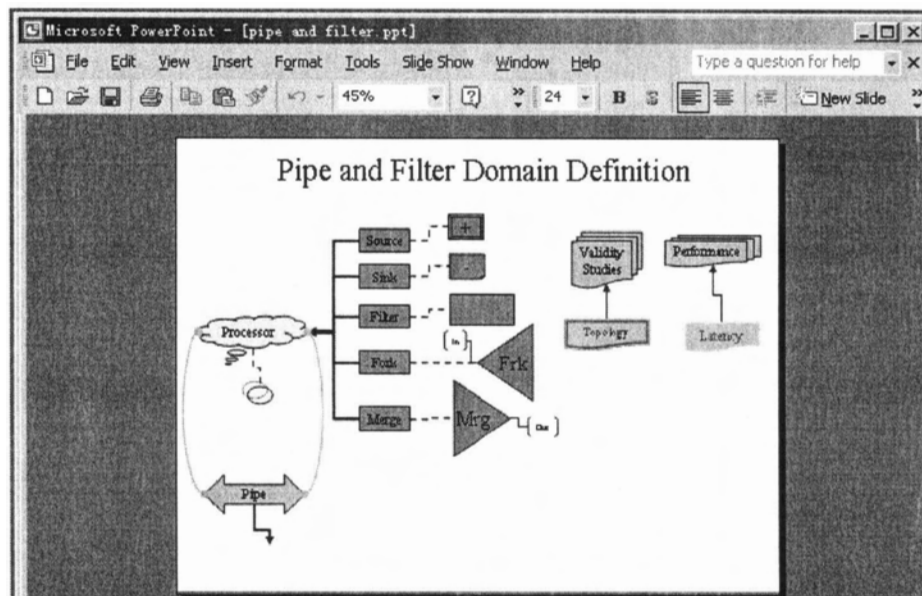 Microsoft PowerPoint - [pipe and filter.ppt]
File Edit View Insert Format Tools Slide Show Window Help Type a question for help
45% 24 B S New Slide
Pipe and Filter Domain Definition
Source +
Sink -
Filter
Fork In Frk
Merge Mrg Out
Processor
Pipe
Validity Studies
Performance
Topology
Latency